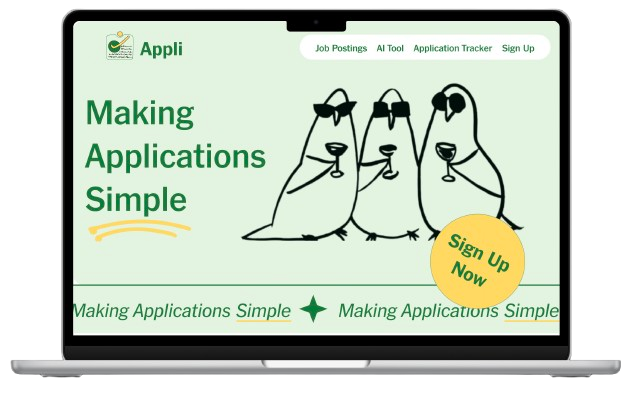 Appli
Job Postings AI Tool Application Tracker Sign Up
Making
Applications
Simple
Sign Up
Now
Making Applications Simple Making Applications Simple